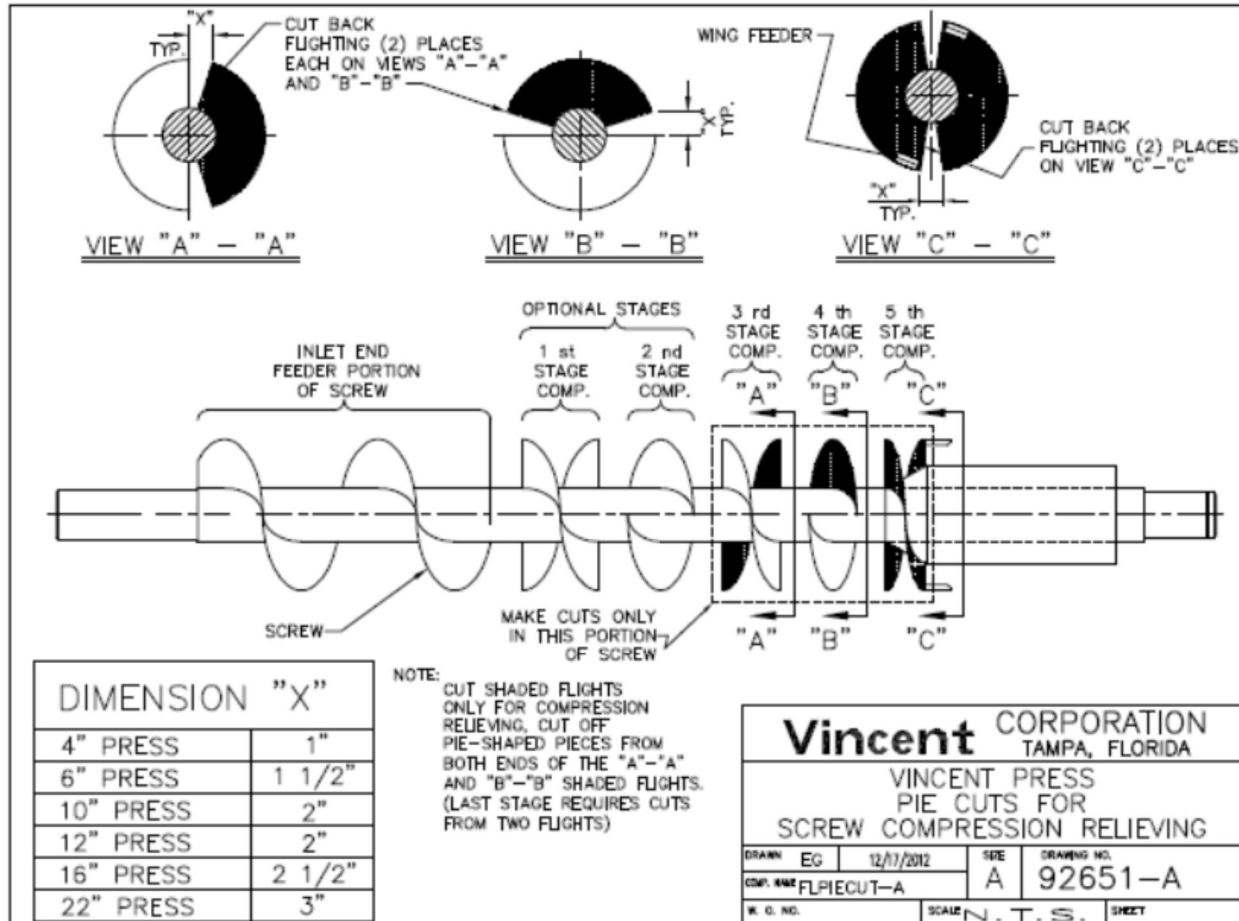 "X"
TYP.
CUT BACK
FLIGHTING (2) PLACES
EACH ON VIEWS "A"-"A"
AND "B"-"B"
VIEW "A" - "A"
"X"
TYP.
VIEW "B" - "B"
WING FEEDER
CUT BACK
FLIGHTING (2) PLACES
ON VIEW "C"-"C"
"X"
TYP.
VIEW "C" - "C"
INLET END
FEEDER PORTION
OF SCREW
OPTIONAL STAGES
1 st
STAGE
COMP.
2 nd
STAGE
COMP.
3 rd
STAGE
COMP.
4 th
STAGE
COMP.
5 th
STAGE
COMP.
"A" "B" "C"
SCREW
MAKE CUTS ONLY
IN THIS PORTION
OF SCREW
"A" "B" "C"
DIMENSION "X"
4" PRESS 1"
6" PRESS 1 1/2"
10" PRESS 2"
12" PRESS 2"
16" PRESS 2 1/2"
22" PRESS 3"
NOTE:
CUT SHADED FLIGHTS
ONLY FOR COMPRESSION
RELIEVING, CUT OFF
PIE-SHAPED PIECES FROM
BOTH ENDS OF THE "A"-"A"
AND "B"-"B" SHADED FLIGHTS.
(LAST STAGE REQUIRES CUTS
FROM TWO FLIGHTS)
Vincent CORPORATION
TAMPA, FLORIDA
VINCENT PRESS
PIE CUTS FOR
SCREW COMPRESSION RELIEVING
DRAWN EG 12/17/2012 SIZE A DRAWING NO. 92651-A
COMP. NAME FLPIECUT-A
W. O. NO. SCALE N.T.S. SHEET